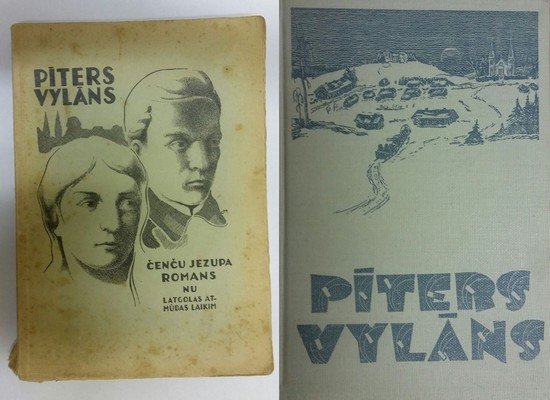 PĪTERS
VYLĀNS
ČENČU JEZUPA
ROMANS
NU
LATGOLAS AT-
MŪDAS LAIKIM
PĪTERS
VYLĀNS